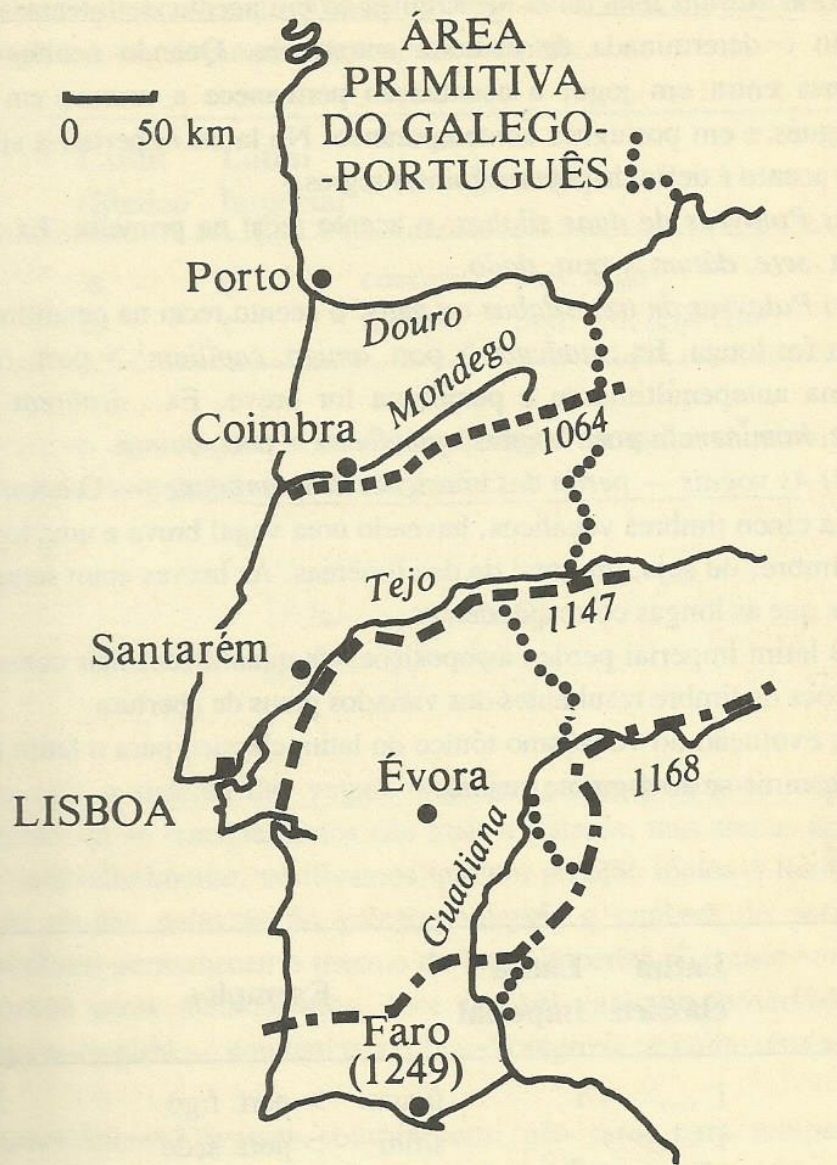 ÁREA
PRIMITIVA
DO GALEGO-
-PORTUGUÊS
0 50 km
Porto
Douro
Mondego
Coimbra
1064
Tejo
1147
Santarém
1168
Évora
LISBOA
Guadiana
Faro
(1249)